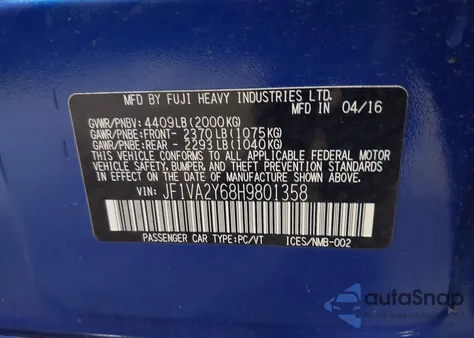 MFD BY FUJI HEAVY INDUSTRIES LTD.
MFD IN 04/16
GVWR/PNBV: 4409LB (2000KG)
GAWR/PNBE: FRONT- 2370LB (1075KG)
GAWR/PNBE: REAR - 2293LB (1040KG)
THIS VEHICLE CONFORMS TO ALL APPLICABLE FEDERAL MOTOR
VEHICLE SAFETY, BUMPER, AND THEFT PREVENTION STANDARDS
IN EFFECT ON THE DATE OF MANUFACTURE SHOWN ABOVE.
VIN: JF1VA2Y68H9801358
PASSENGER CAR TYPE:PC/VT ICES/NMB-002
autoSnap
www.autosnap